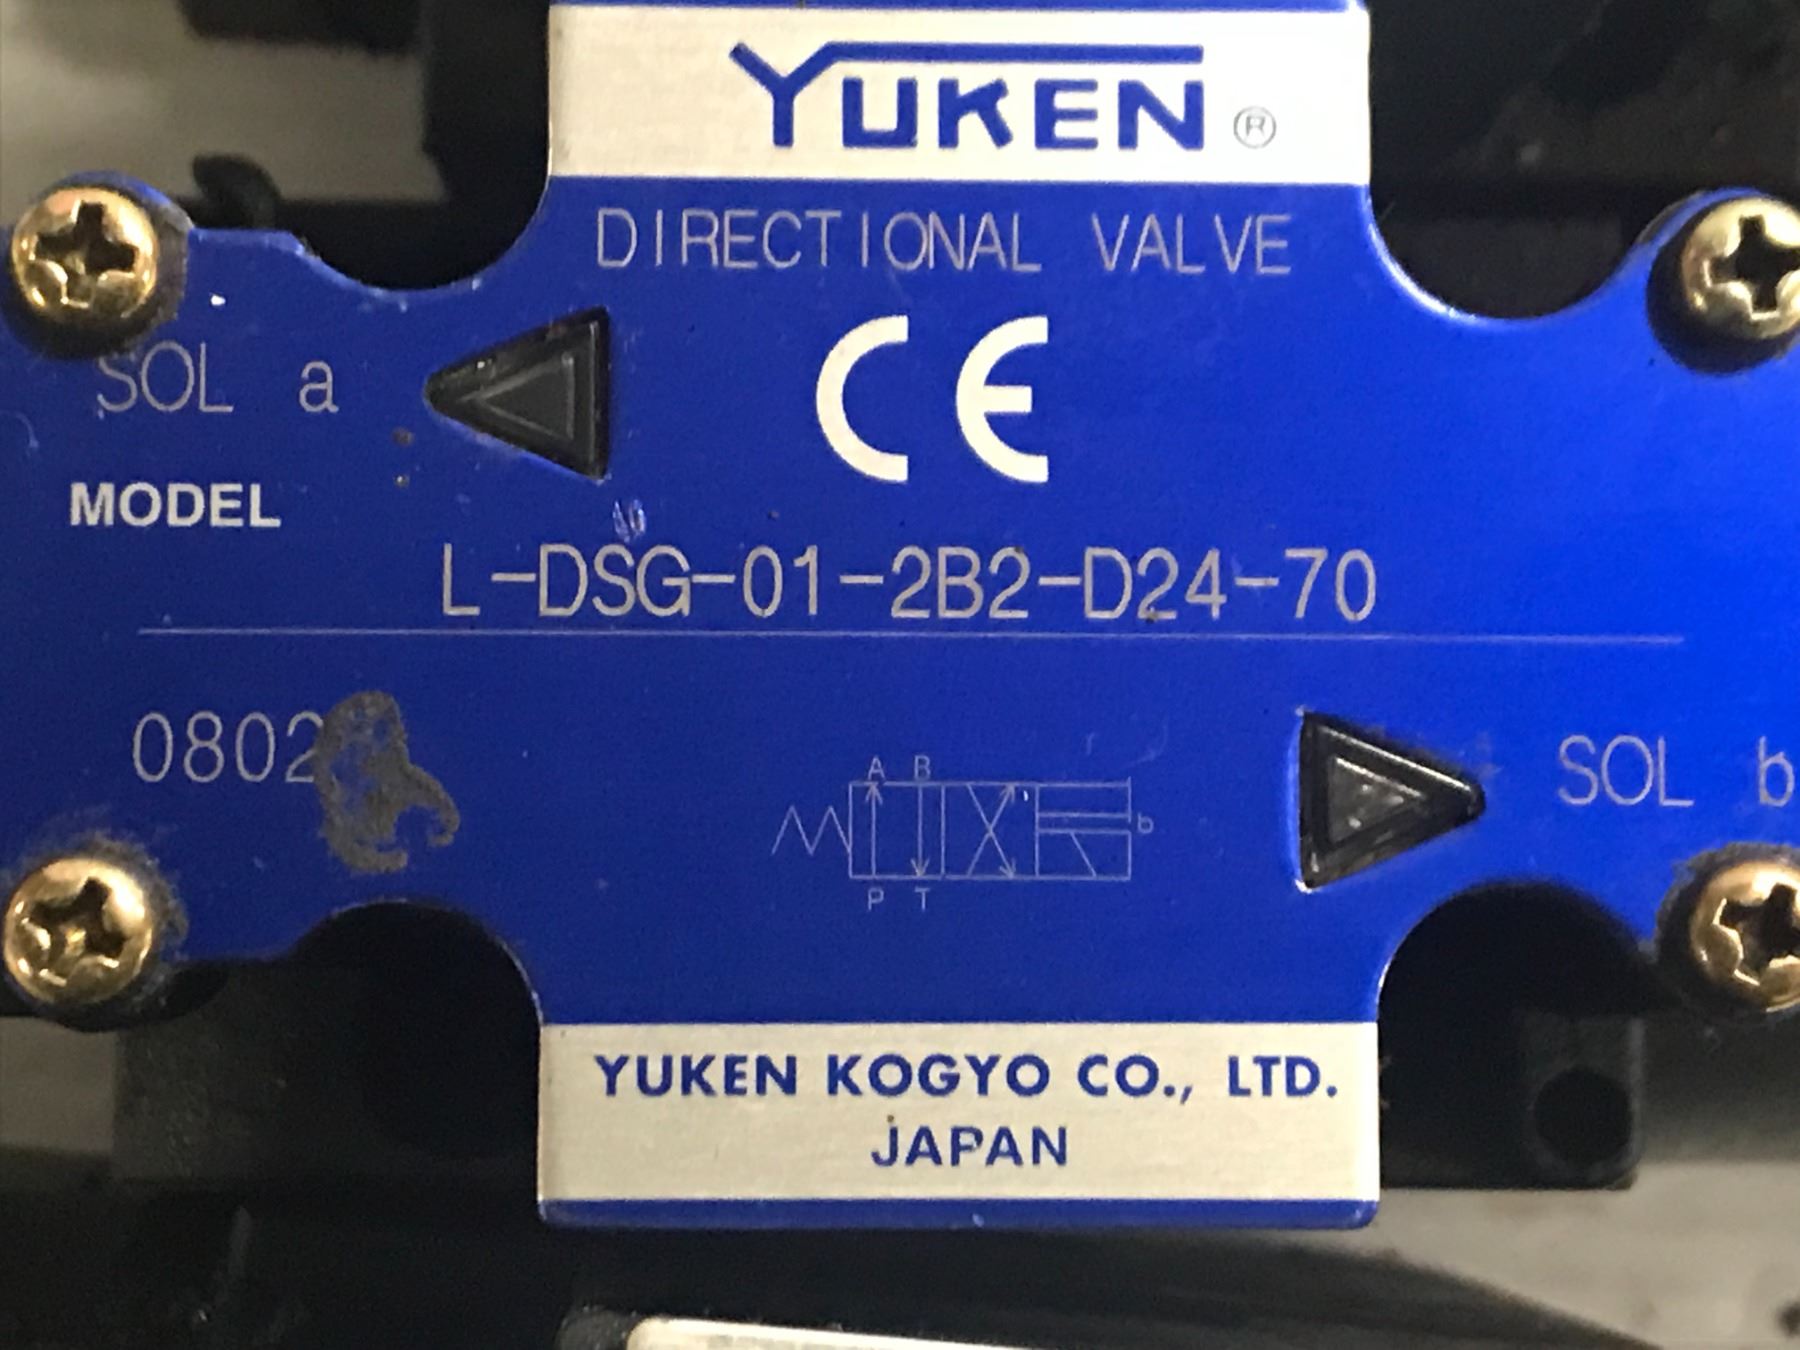 YUKEN ®
DIRECTIONAL VALVE
SOL a
CE
MODEL
L-DSG-01-2B2-D24-70
0802
A B
b
P T
SOL b
YUKEN KOGYO CO., LTD.
JAPAN